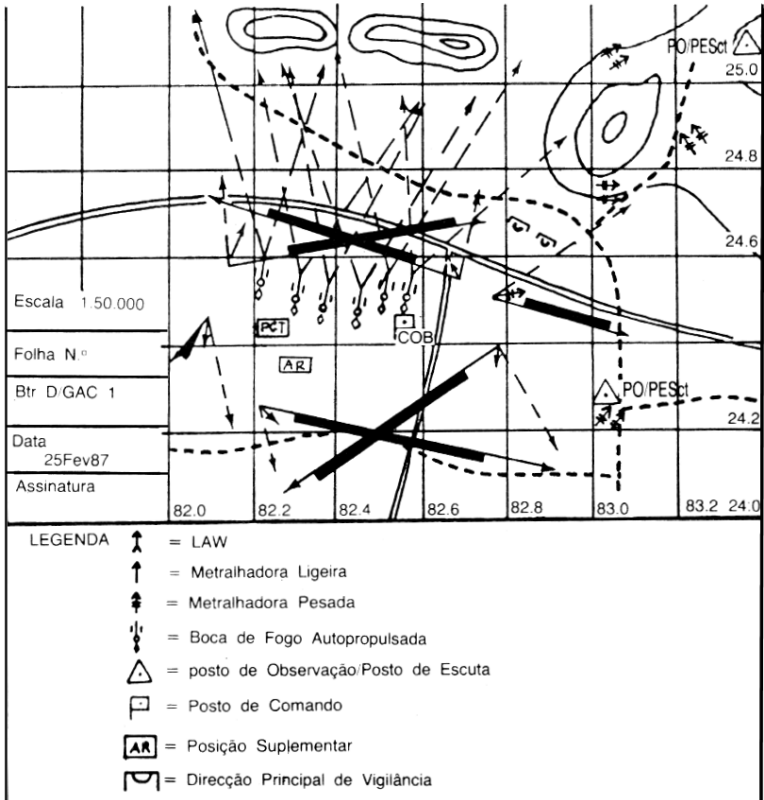 PO/PESct
25.0
24.8
24.6
Escala 1:50.000
PCT
COB
Folha N.º
AR
Btr D/GAC 1
PO/PESct
24.2
Data
25Fev87
Assinatura
82.0 82.2 82.4 82.6 82.8 83.0 83.2 24:0
LEGENDA
= LAW
= Metralhadora Ligeira
= Metralhadora Pesada
= Boca de Fogo Autopropulsada
= posto de Observação/Posto de Escuta
= Posto de Comando
AR = Posição Suplementar
= Direcção Principal de Vigilância